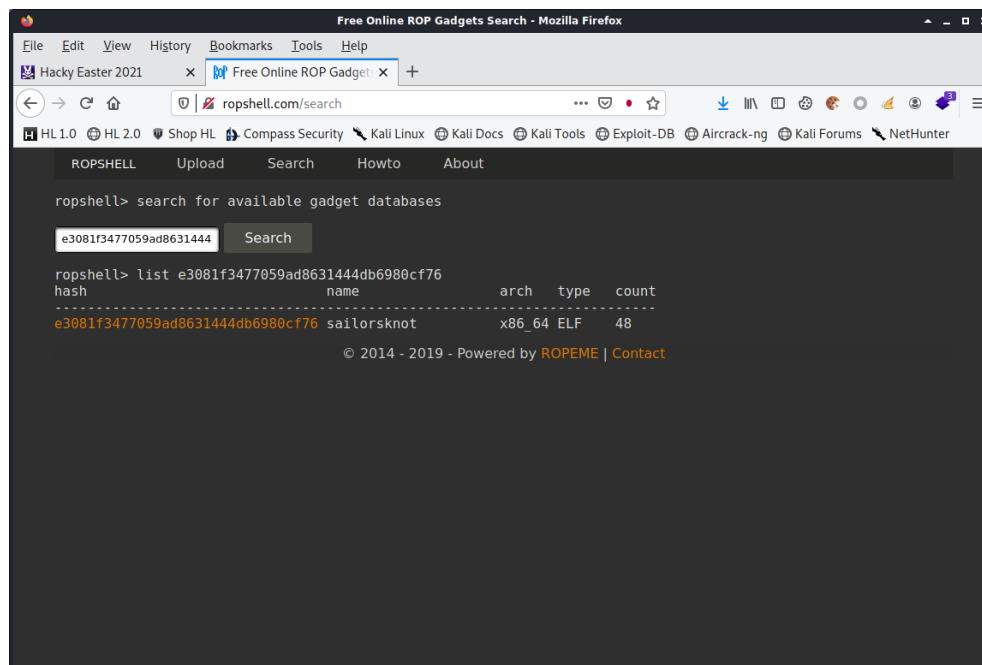 Free Online ROP Gadgets Search - Mozilla Firefox
File Edit View History Bookmarks Tools Help
Hacky Easter 2021 Free Online ROP Gadget
ropshell.com/search
3
HL 1.0 HL 2.0 Shop HL Compass Security Kali Linux Kali Docs Kali Tools Exploit-DB Aircrack-ng Kali Forums NetHunter
ROPSHELL Upload Search Howto About
ropshell> search for available gadget databases
e3081f3477059ad8631444 Search
ropshell> list e3081f3477059ad8631444db6980cf76
hash name arch type count
--------------------------------------------------------------------------
e3081f3477059ad8631444db6980cf76 sailorsknot x86_64 ELF 48
© 2014 - 2019 - Powered by ROPEME | Contact